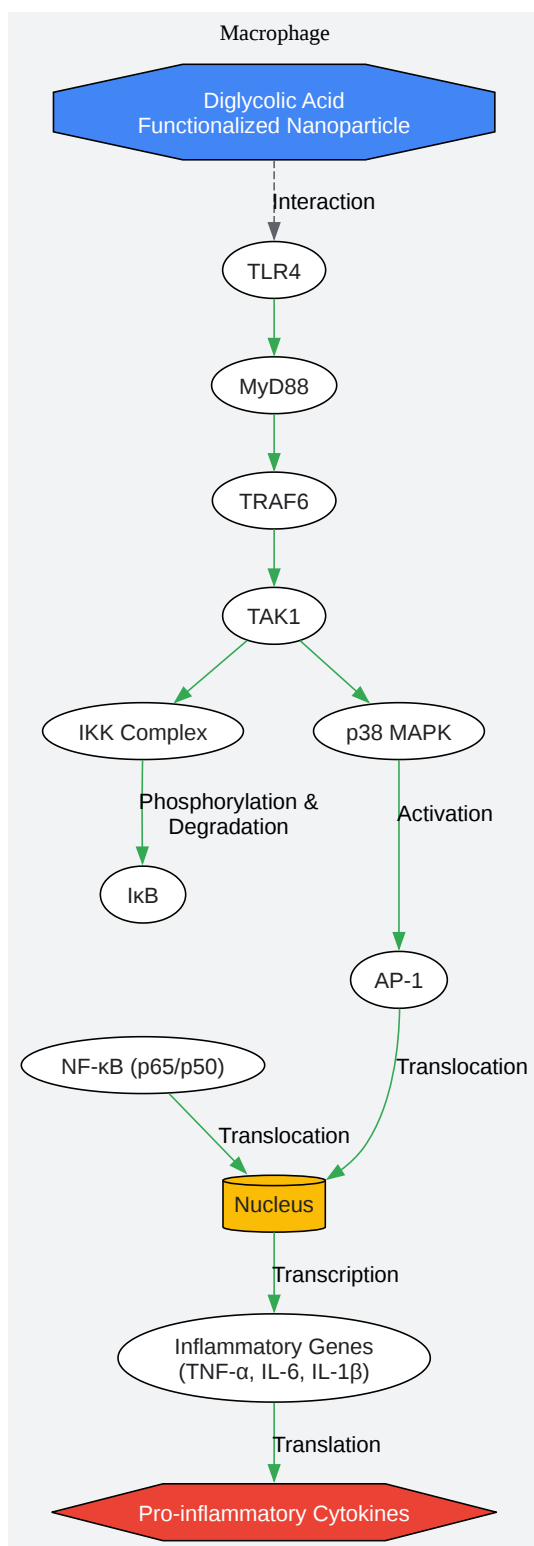 Macrophage
Diglycolic Acid
Functionalized Nanoparticle
Interaction
TLR4
MyD88
TRAF6
TAK1
IKK Complex
p38 MAPK
Phosphorylation &
Degradation
Activation
IκB
AP-1
NF-κB (p65/p50)
Translocation
Translocation
Nucleus
Transcription
Inflammatory Genes
(TNF-α, IL-6, IL-1β)
Translation
Pro-inflammatory Cytokines